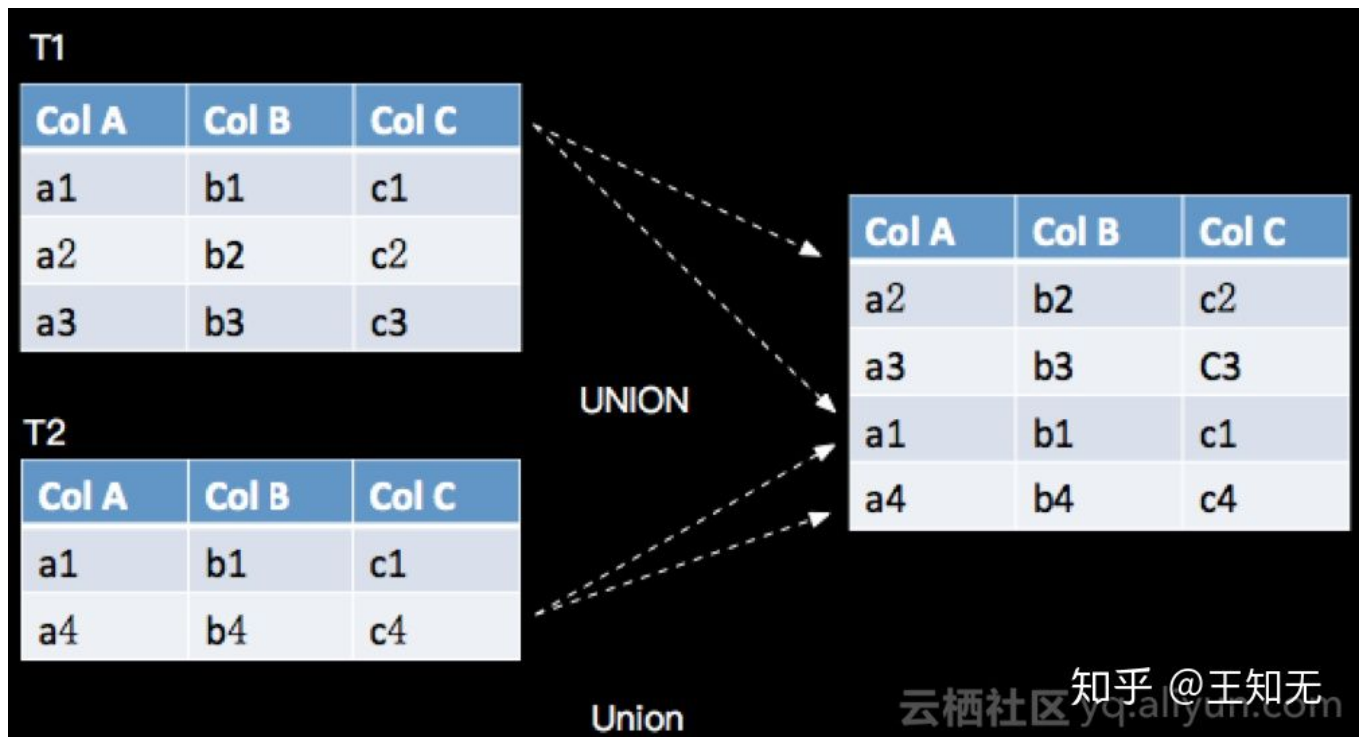 T1
Col A Col B Col C
a1 b1 c1
a2 b2 c2
a3 b3 c3
T2
Col A Col B Col C
a1 b1 c1
a4 b4 c4
UNION
Col A Col B Col C
a2 b2 c2
a3 b3 C3
a1 b1 c1
a4 b4 c4
Union
知乎 @王知无
云栖社区 yq.aliyun.com